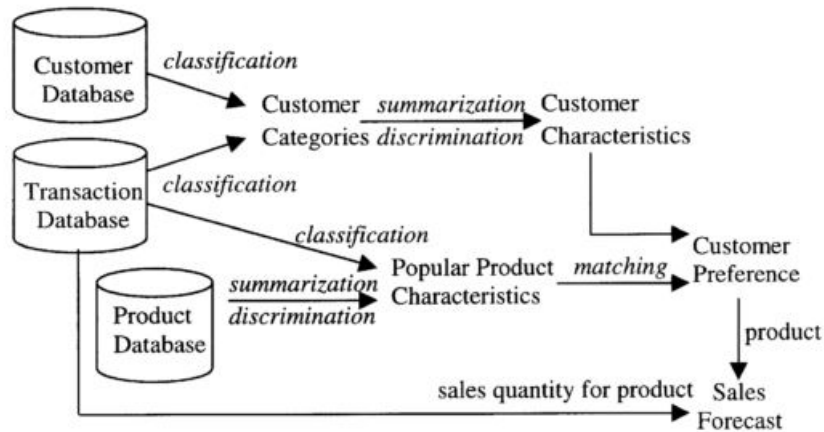 Customer
Database
classification
Customer
Categories
summarization
discrimination
Customer
Characteristics
Transaction
Database
classification
classification
Product
Database
summarization
discrimination
Popular Product
Characteristics
matching
Customer
Preference
product
sales quantity for product
Sales
Forecast